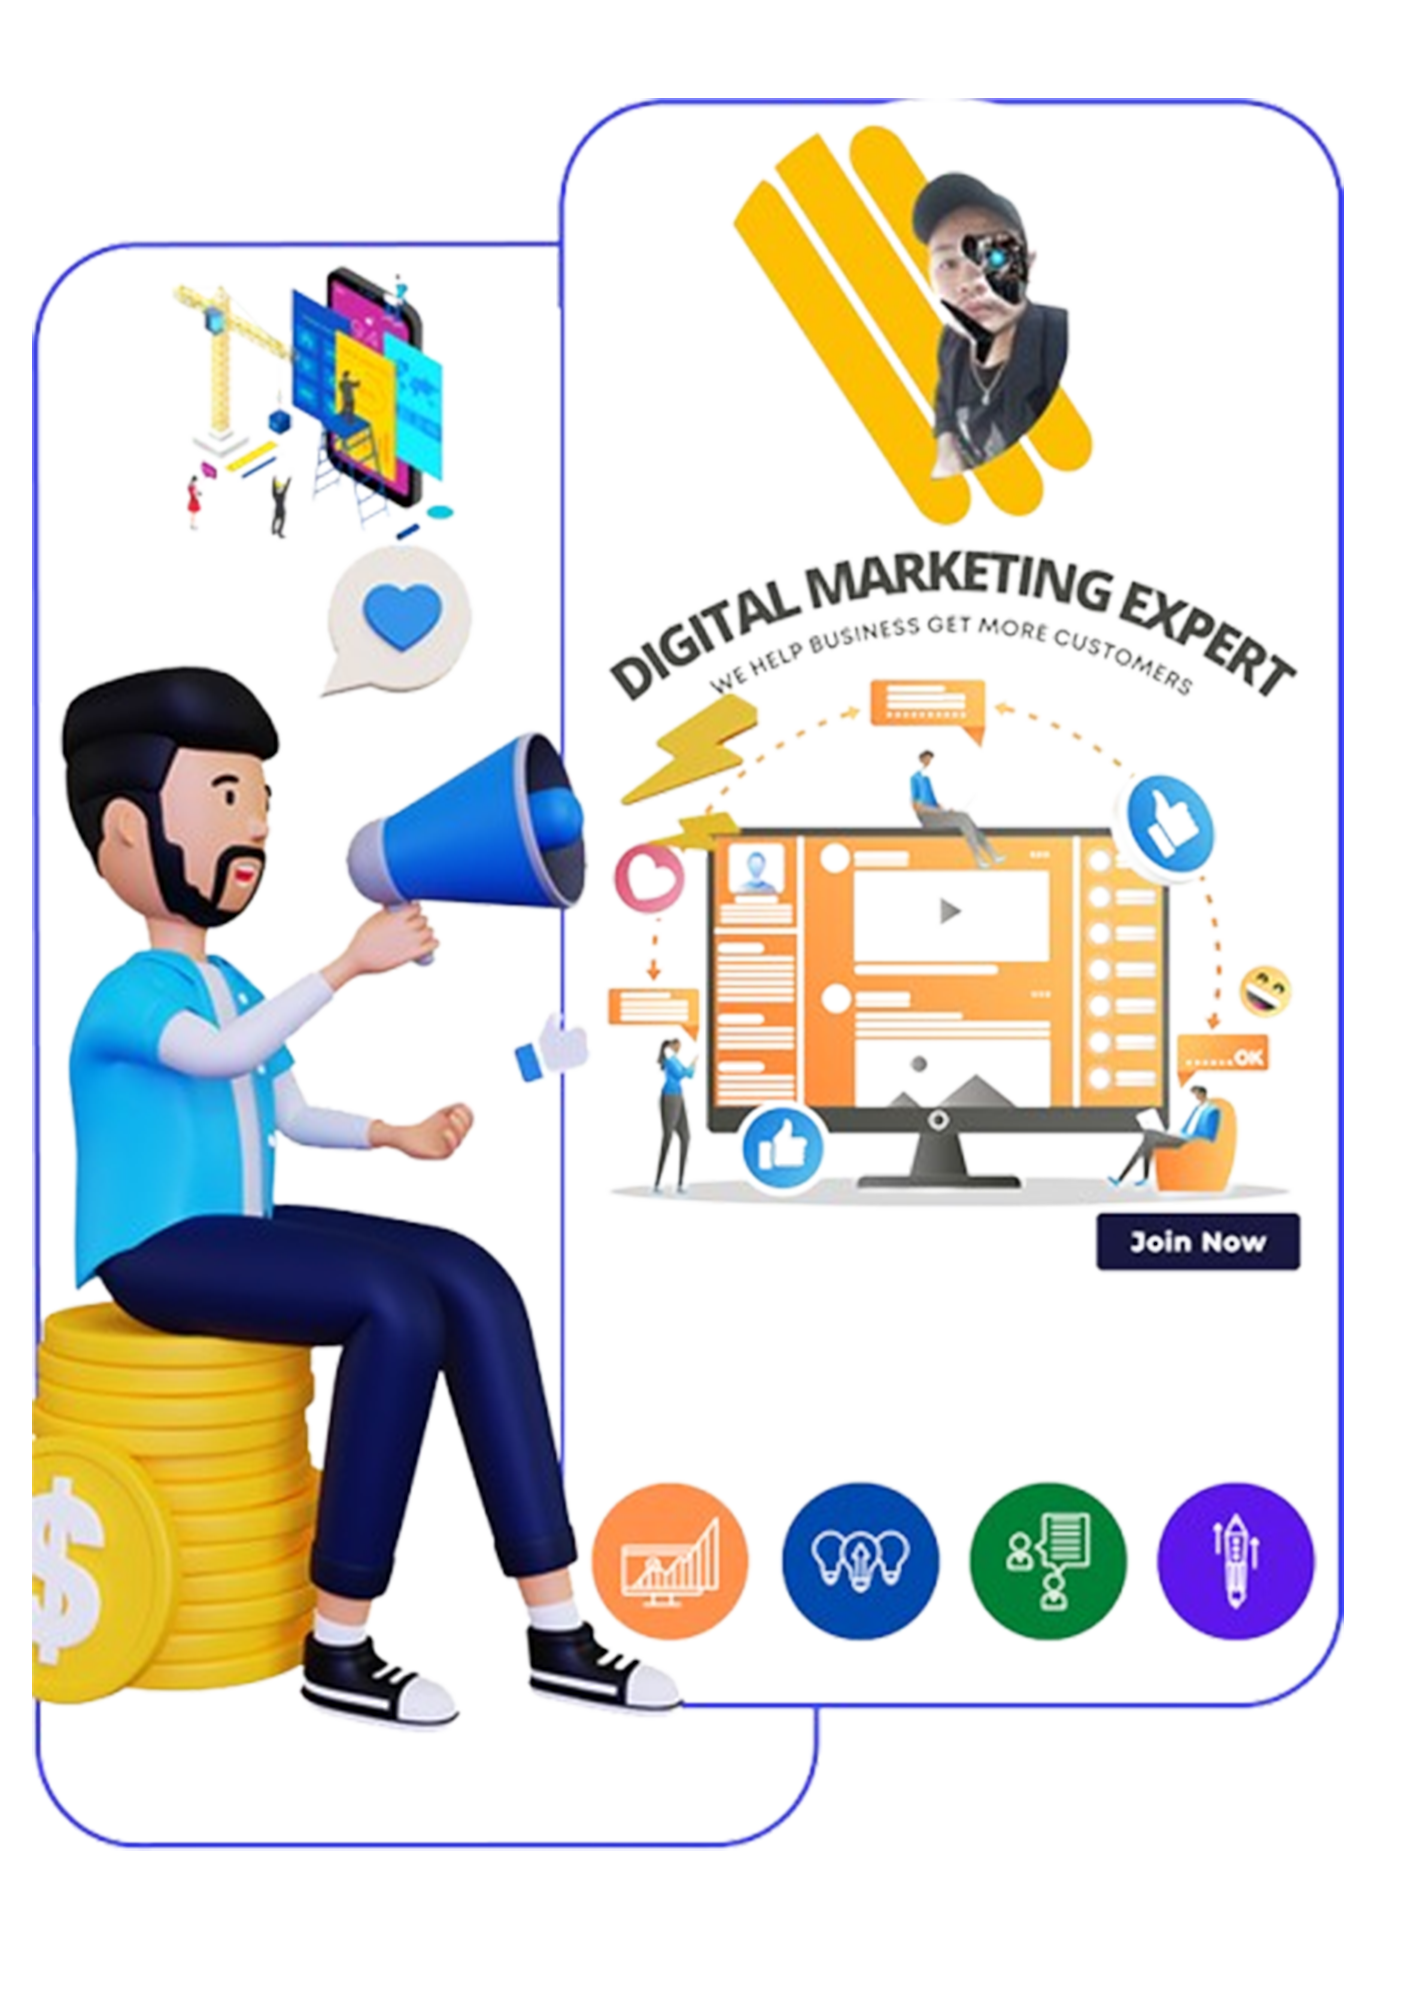 DIGITAL MARKETING EXPERT
WE HELP BUSINESS GET MORE CUSTOMERS
......OK
Join Now
$